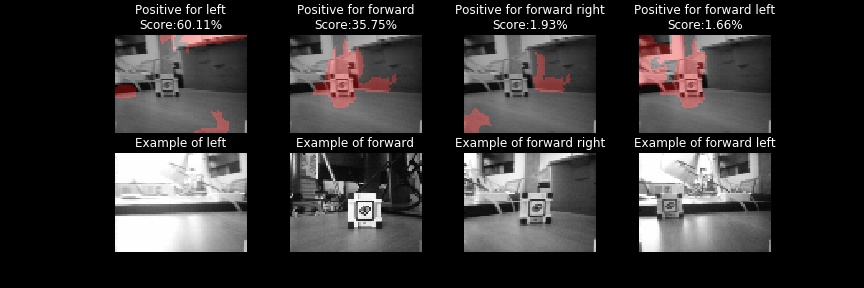 Positive for left
Score:60.11%
Positive for forward
Score:35.75%
Positive for forward right
Score:1.93%
Positive for forward left
Score:1.66%
Example of left
Example of forward
Example of forward right
Example of forward left